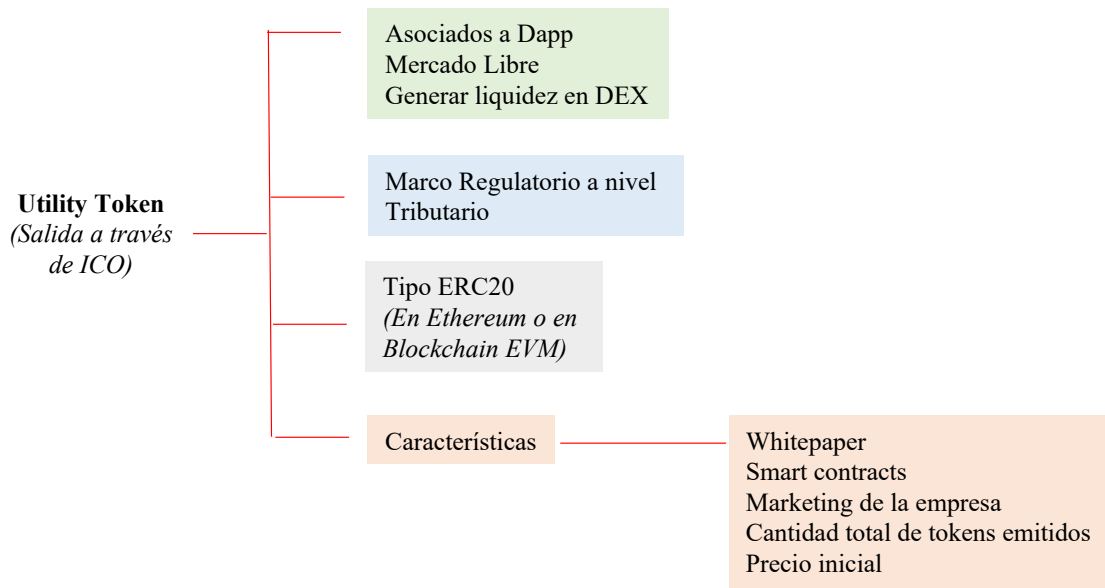 Utility Token
(Salida a través
de ICO)
Asociados a Dapp
Mercado Libre
Generar liquidez en DEX
Marco Regulatorio a nivel
Tributario
Tipo ERC20
(En Ethereum o en
Blockchain EVM)
Característícas
Whitepaper
Smart contracts
Marketing de la empresa
Cantidad total de tokens emitidos
Precio inicial